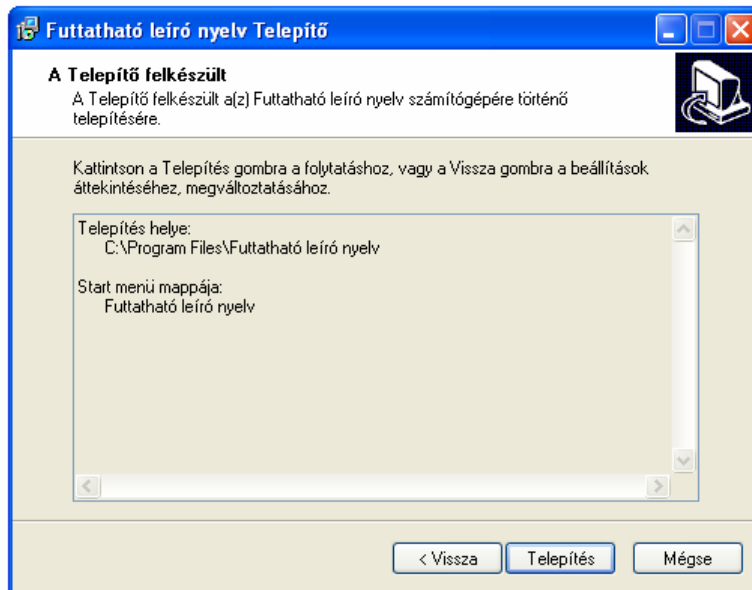 Futtatható leíró nyelv Telepítő
A Telepítő felkészült
A Telepítő felkészült a(z) Futtatható leíró nyelv számítógépére történő
telepítésére.
Kattintson a Telepítés gombra a folytatáshoz, vagy a Vissza gombra a beállítások
áttekintéséhez, megváltoztatásához.
Telepítés helye:
C:\Program Files\Futtatható leíró nyelv
Start menü mappája:
Futtatható leíró nyelv
< Vissza
Telepítés
Mégse